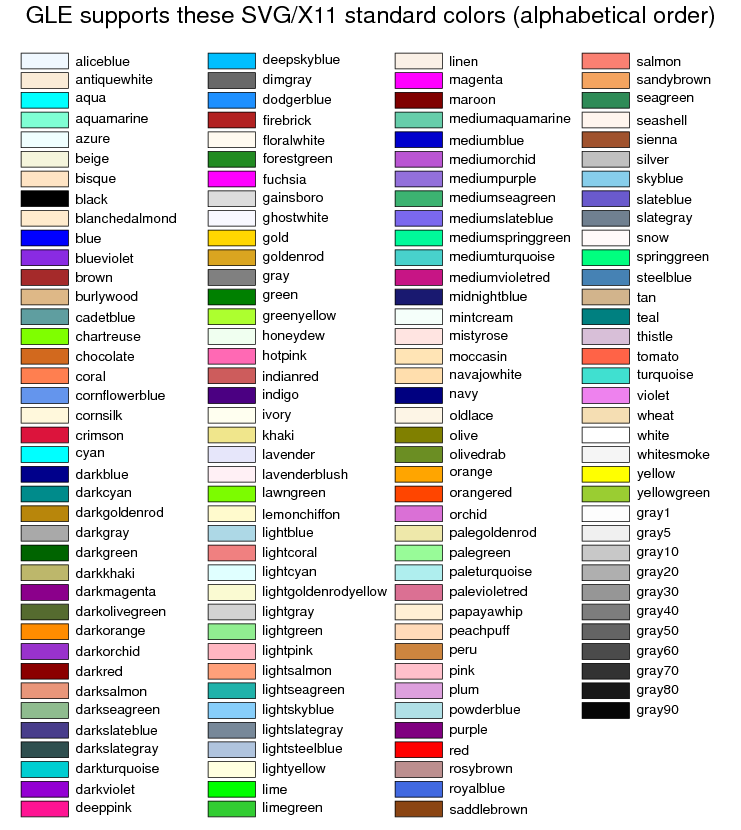 GLE supports these SVG/X11 standard colors (alphabetical order)
aliceblue
antiquewhite
aqua
aquamarine
azure
beige
bisque
black
blanchedalmond
blue
blueviolet
brown
burlywood
cadetblue
chartreuse
chocolate
coral
cornflowerblue
cornsilk
crimson
cyan
darkblue
darkcyan
darkgoldenrod
darkgray
darkgreen
darkkhaki
darkmagenta
darkolivegreen
darkorange
darkorchid
darkred
darksalmon
darkseagreen
darkslateblue
darkslategray
darkturquoise
darkviolet
deeppink
deepskyblue
dimgray
dodgerblue
firebrick
floralwhite
forestgreen
fuchsia
gainsboro
ghostwhite
gold
goldenrod
gray
green
greenyellow
honeydew
hotpink
indianred
indigo
ivory
khaki
lavender
lavenderblush
lawngreen
lemonchiffon
lightblue
lightcoral
lightcyan
lightgoldenrodyellow
lightgray
lightgreen
lightpink
lightsalmon
lightseagreen
lightskyblue
lightslategray
lightsteelblue
lightyellow
lime
limegreen
linen
magenta
maroon
mediumaquamarine
mediumblue
mediumorchid
mediumpurple
mediumseagreen
mediumslateblue
mediumspringgreen
mediumturquoise
mediumvioletred
midnightblue
mintcream
mistyrose
moccasin
navajowhite
navy
oldlace
olive
olivedrab
orange
orangered
orchid
palegoldenrod
palegreen
paleturquoise
palevioletred
papayawhip
peachpuff
peru
pink
plum
powderblue
purple
red
rosybrown
royalblue
saddlebrown
salmon
sandybrown
seagreen
seashell
sienna
silver
skyblue
slateblue
slategray
snow
springgreen
steelblue
tan
teal
thistle
tomato
turquoise
violet
wheat
white
whitesmoke
yellow
yellowgreen
gray1
gray5
gray10
gray20
gray30
gray40
gray50
gray60
gray70
gray80
gray90